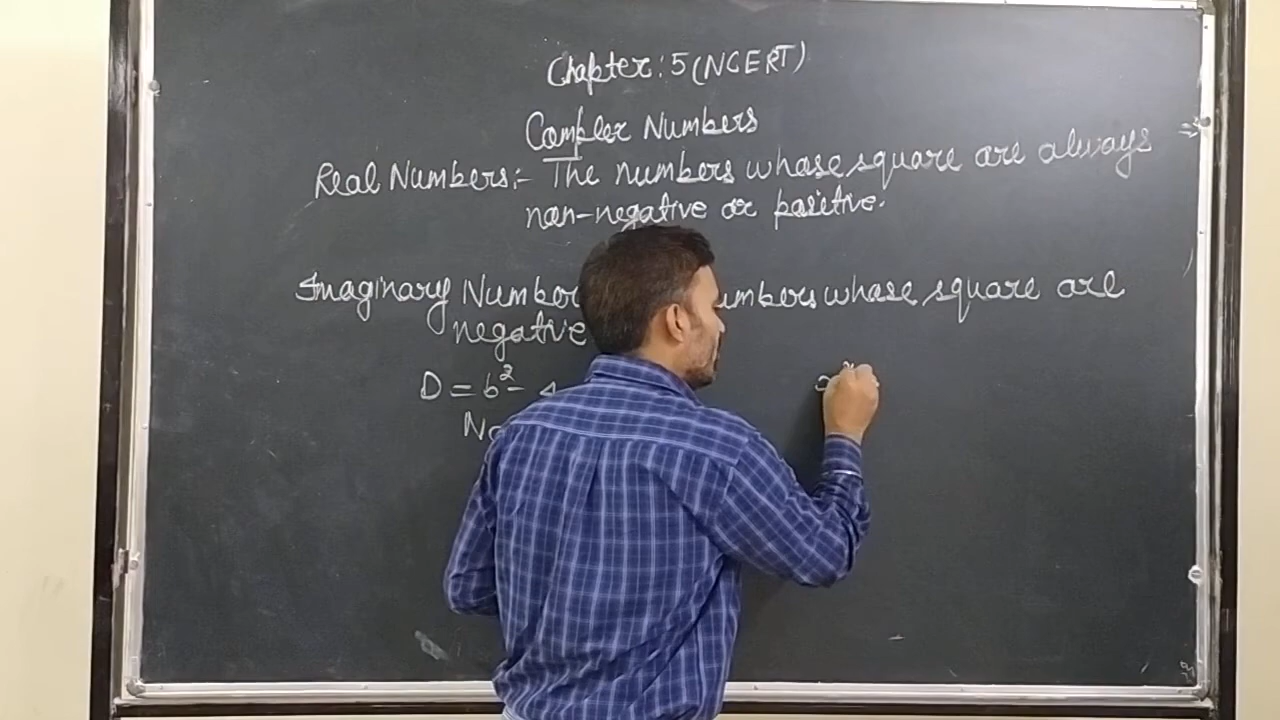 Chapter: 5 (NCERT)
Complex Numbers
Real Numbers:- The numbers whose square are always
non-negative or positive.
Imaginary Number umbers whose square are
negative
D = b² -